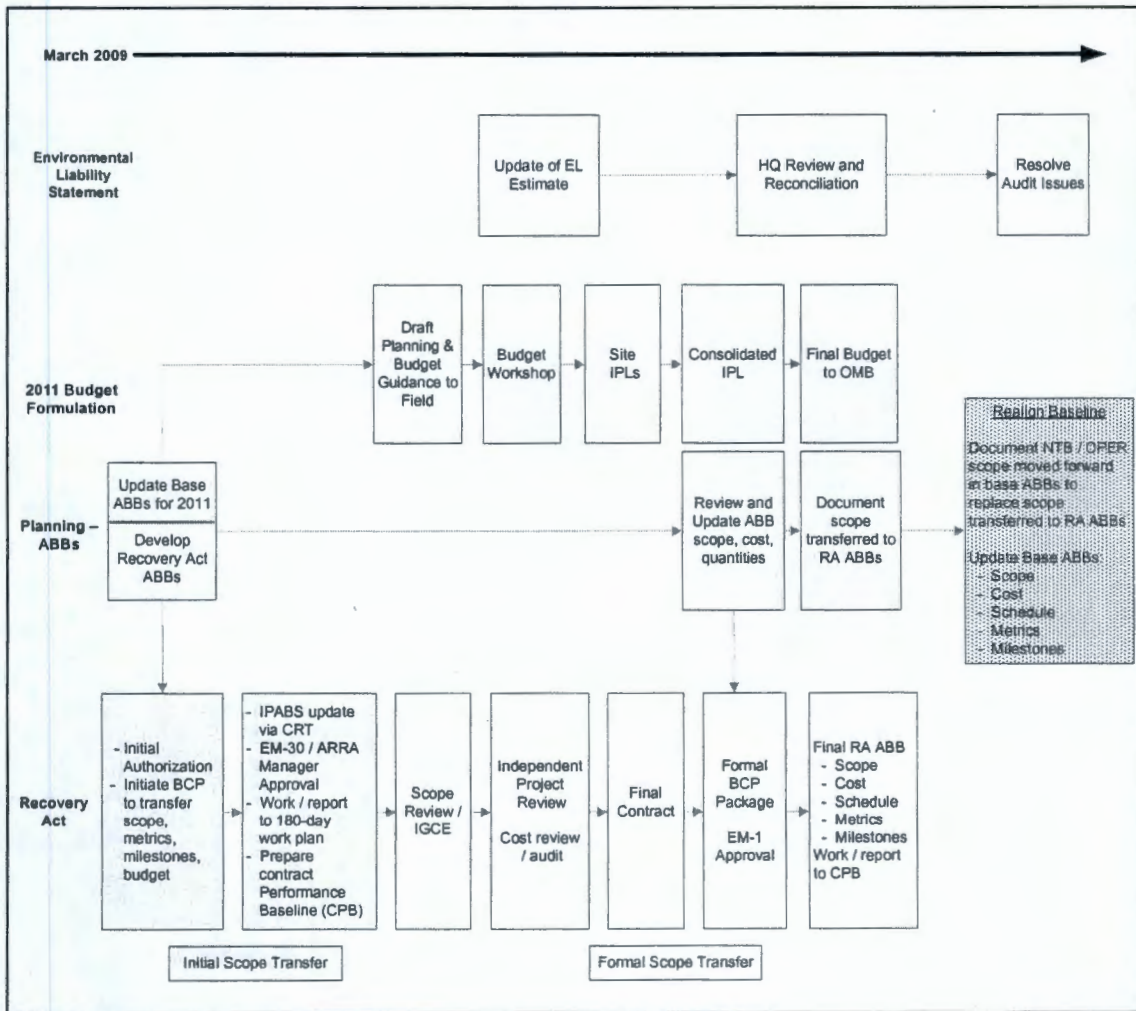 March 2009
Environmental
Liability
Statement
Update of EL
Estimate
HQ Review and
Reconciliation
Resolve
Audit Issues
2011 Budget
Formulation
Draft
Planning &
Budget
Guidance to
Field
Budget
Workshop
Site
IPLs
Consolidated
IPL
Final Budget
to OMB
Planning –
ABBs
Update Base
ABBs for 2011
Develop
Recovery Act
ABBs
Review and
Update ABB
scope, cost,
quantities
Document
scope
transferred to
RA ABBs
Realign Baseline
Document NTB / OPER
scope moved forward
in base ABBs to
replace scope
transferred to RA ABBs
Update Base ABBs
- Scope
- Cost
- Schedule
- Metrics
- Milestones
Recovery
Act
- Initial
Authorization
- Initiate BCP
to transfer
scope,
metrics,
milestones,
budget
- IPABS update
via CRT
- EM-30 / ARRA
Manager
Approval
- Work / report
to 180-day
work plan
- Prepare
contract
Performance
Baseline (CPB)
Scope
Review /
IGCE
Independent
Project
Review
Cost review
/ audit
Final
Contract
Formal
BCP
Package
EM-1
Approval
Final RA ABB
- Scope
- Cost
- Schedule
- Metrics
- Milestones
Work / report
to CPB
Initial Scope Transfer
Formal Scope Transfer